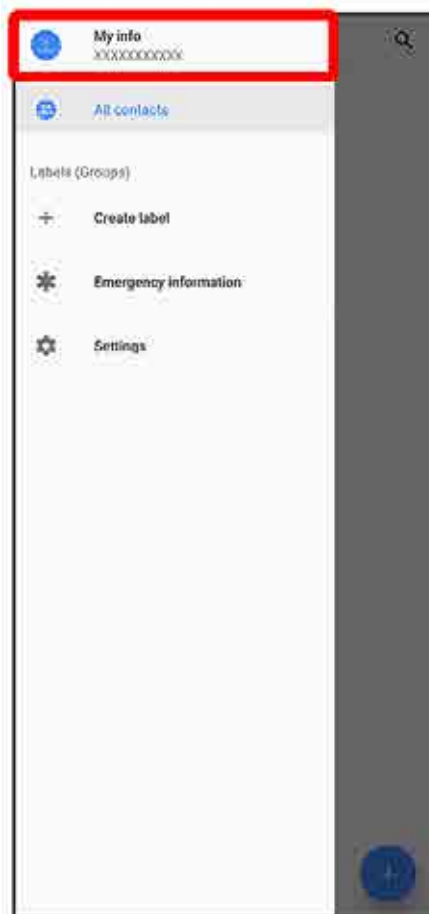 My info
XXXXXXXXXXX
All contacts
Labels (Groups)
Create label
Emergency information
Settings